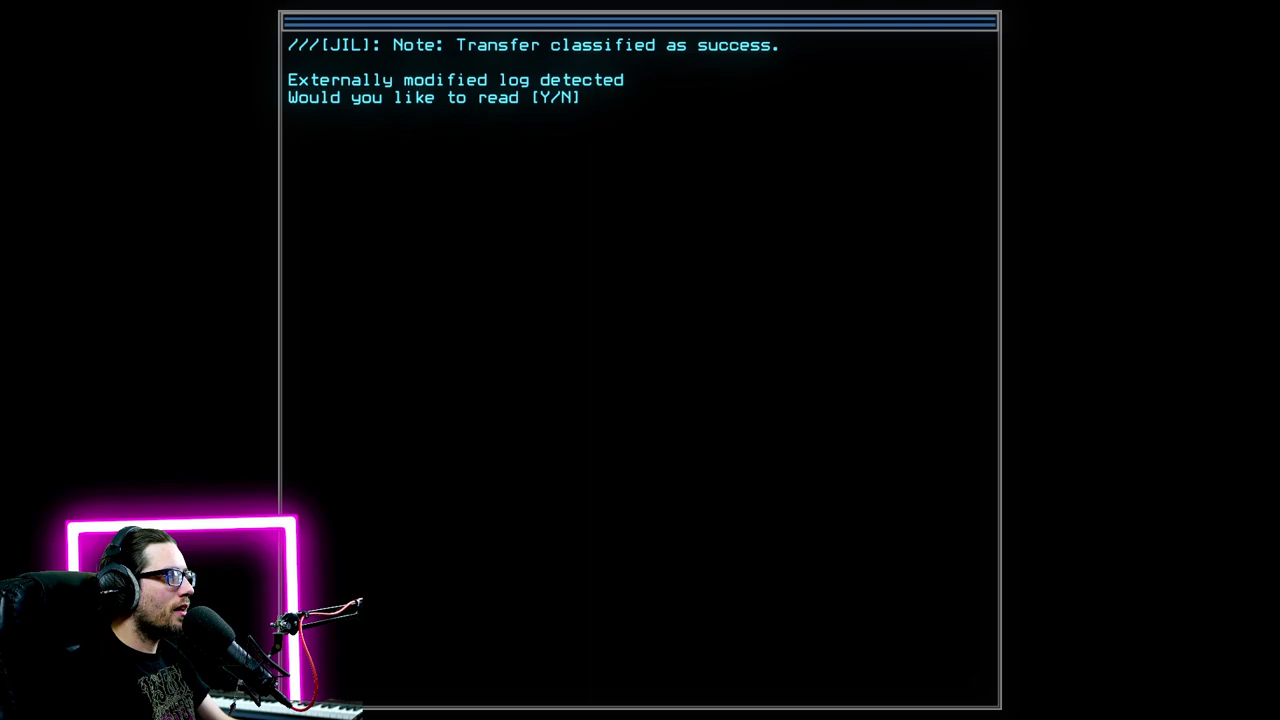 ///[JIL]: Note: Transfer classified as success.
Externally modified log detected
Would you like to read [Y/N]